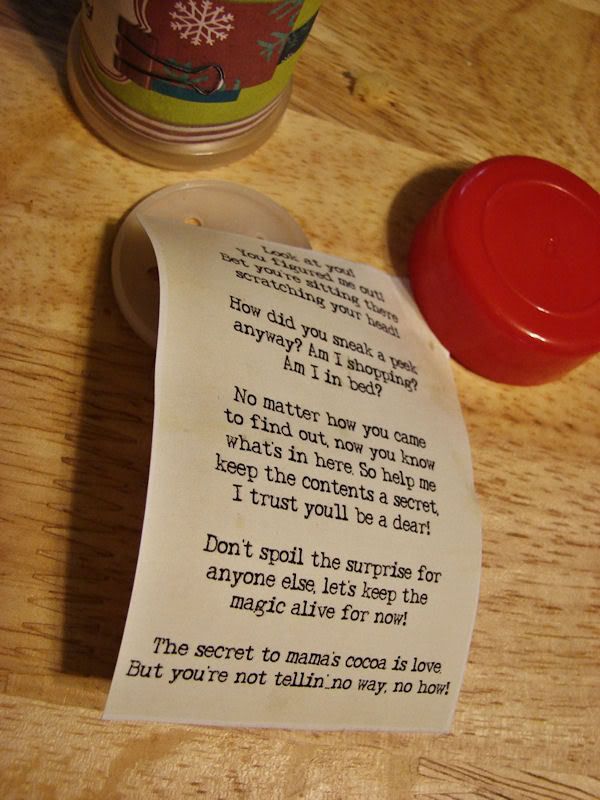 Look at you!
You figured me out!
Bet you're sitting there
scratching your head!
How did you sneak a peek
anyway? Am I shopping?
Am I in bed?
No matter how you came
to find out, now you know
what's in here. So help me
keep the contents a secret,
I trust youll be a dear!
Don't spoil the surprise for
anyone else, let's keep the
magic alive for now!
The secret to mama's cocoa is love.
But you're not tellin'..no way, no how!